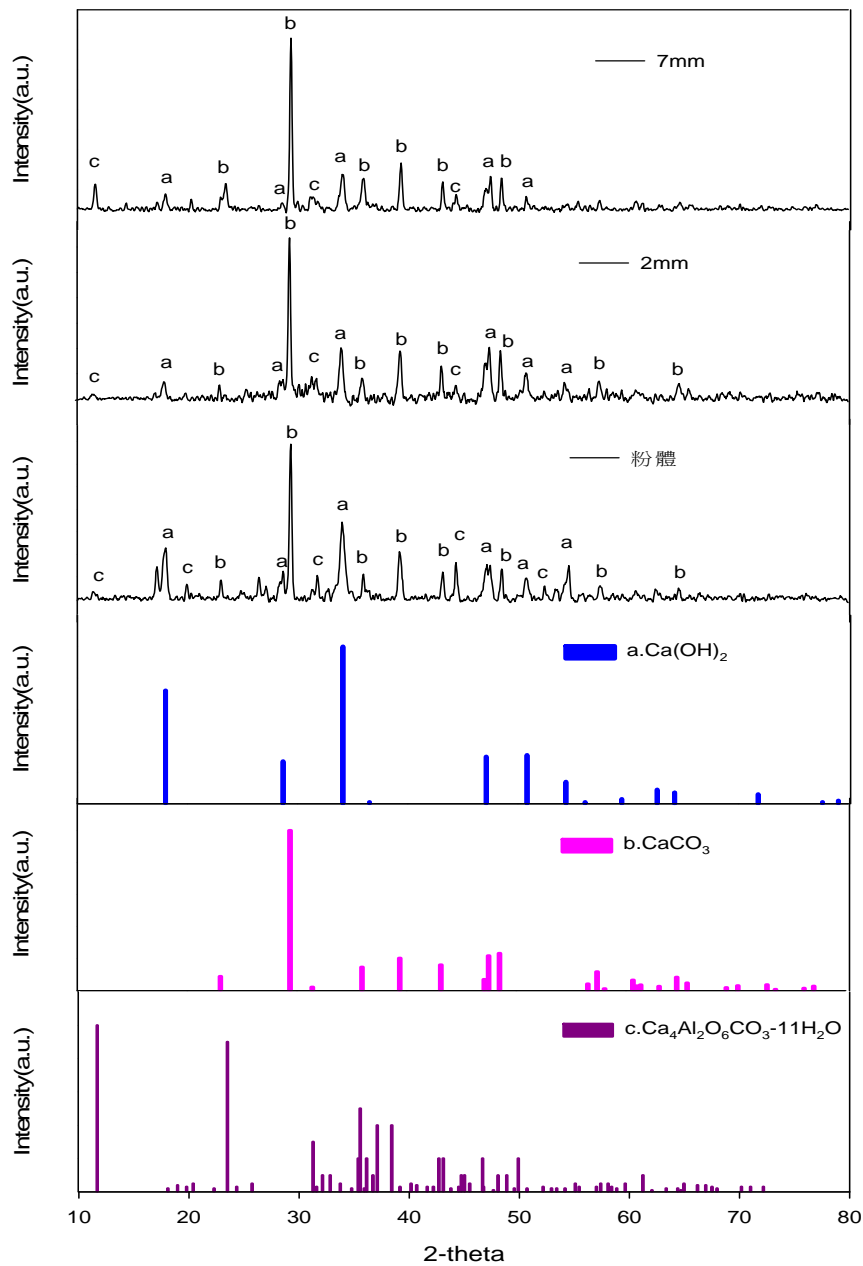 Intensity(a.u.)
7mm
c a b a b c a b b b c a b a
Intensity(a.u.)
2mm
c a b a b c a b b b c a b a a b b
Intensity(a.u.)
粉體
c a c b a b c a b b b c a b a c a b b
Intensity(a.u.)
a.Ca(OH)₂
Intensity(a.u.)
b.CaCO₃
Intensity(a.u.)
c.Ca₄Al₂O₆CO₃-11H₂O
10 20 30 40 50 60 70 80
2-theta